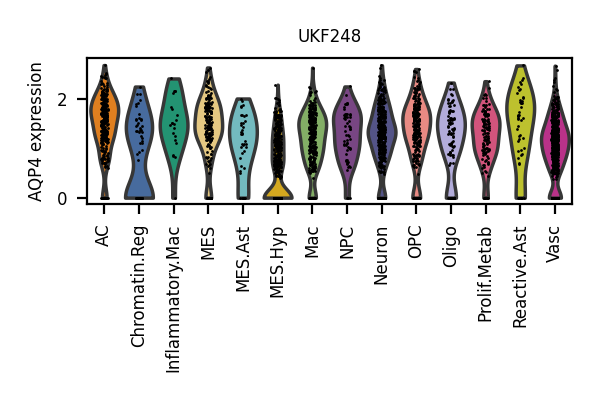 UKF248
AQP4 expression
2
0
AC
Chromatin.Reg
Inflammatory.Mac
MES
MES.Ast
MES.Hyp
Mac
NPC
Neuron
OPC
Oligo
Prolif.Metab
Reactive.Ast
Vasc